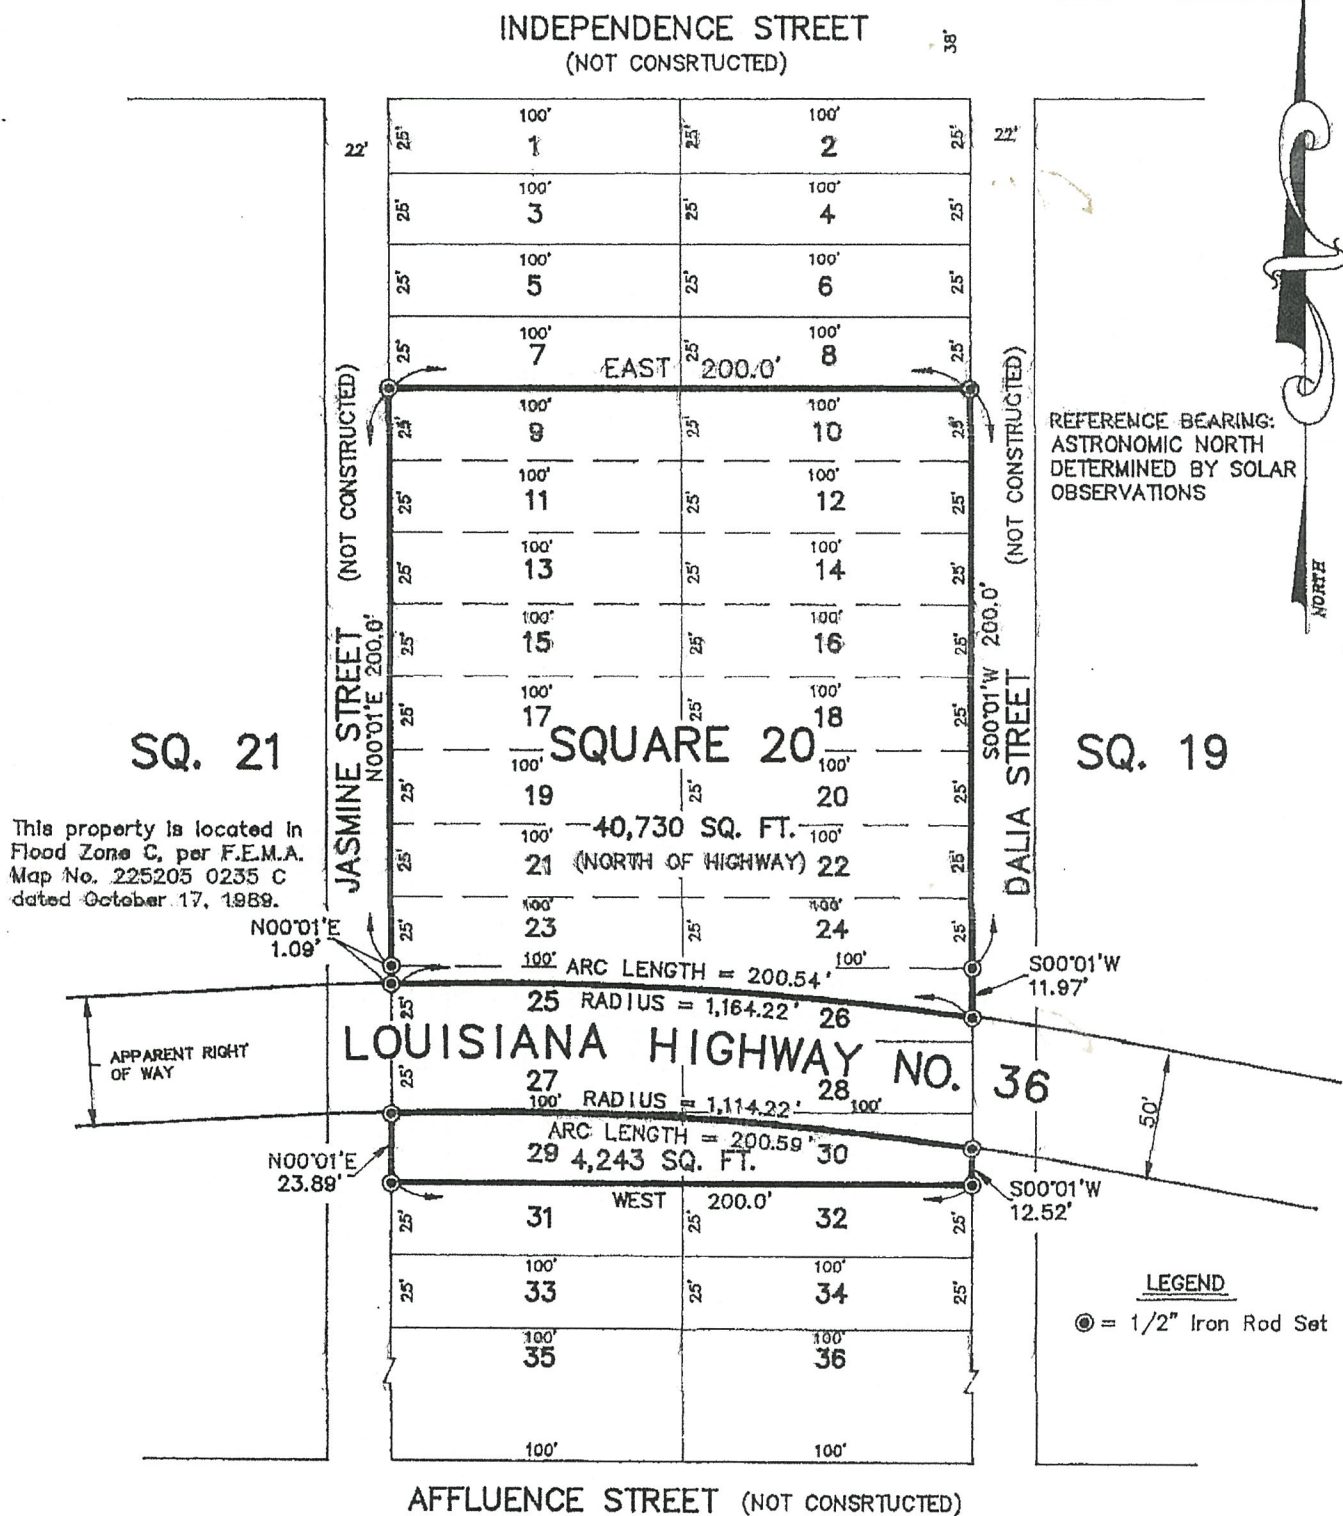 INDEPENDENCE STREET
(NOT CONSRTUCTED)
38'
100' 100'
22' 25' 1 25' 2 25' 22'
100' 100'
25' 3 25' 4 25'
100' 100'
25' 5 25' 6 25'
100' 100'
25' 7 25' 8 25'
EAST 200.0'
100' 100'
25' 9 25' 10 25'
100' 100'
25' 11 25' 12 25'
100' 100'
25' 13 25' 14 25'
100' 100'
25' 15 25' 16 25'
100' 100'
25' 17 25' 18 25'
SQUARE 20
100' 100'
25' 19 25' 20 25'
40,730 SQ. FT.
100' 100'
25' 21 (NORTH OF HIGHWAY) 22 25'
100' 100'
25' 23 25' 24 25'
JASMINE STREET (NOT CONSTRUCTED)
N00°01'E 200.0'
DALIA STREET (NOT CONSTRUCTED)
S00°01'W 200.0'
REFERENCE BEARING:
ASTRONOMIC NORTH
DETERMINED BY SOLAR
OBSERVATIONS
NORTH
SQ. 21
SQ. 19
This property is located in
Flood Zone C, per F.E.M.A.
Map No. 225205 0235 C
dated October 17, 1989.
N00°01'E
1.09'
100' ARC LENGTH = 200.54' 100'
S00°01'W
11.97'
25' 25 RADIUS = 1,164.22' 26
APPARENT RIGHT
OF WAY
LOUISIANA HIGHWAY NO. 36
25' 27 28
100' RADIUS = 1,114.22' 100'
50'
ARC LENGTH = 200.59'
29 4,243 SQ. FT. 30
N00°01'E
23.89'
S00°01'W
12.52'
WEST 200.0'
25' 31 25' 32 25'
100' 100'
25' 33 25' 34 25'
100' 100'
35 36
100' 100'
LEGEND
= 1/2" Iron Rod Set
AFFLUENCE STREET (NOT CONSRTUCTED)